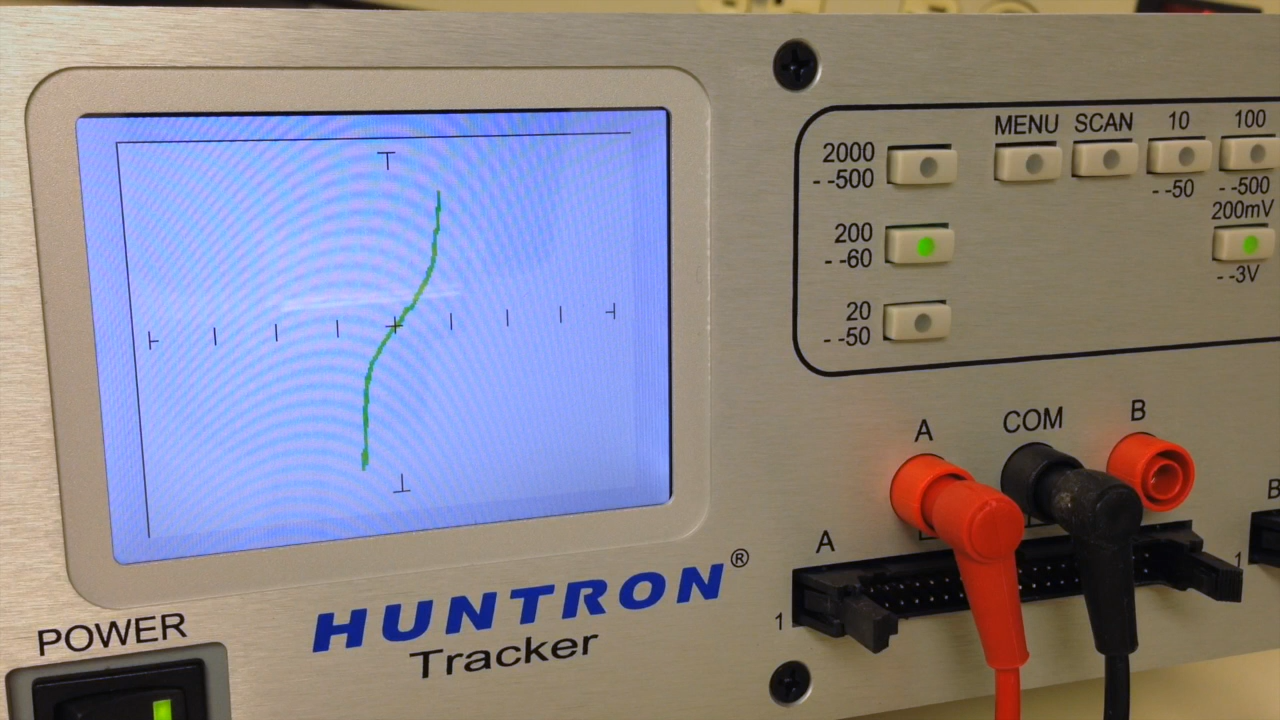 MENU SCAN 10 100
2000
- -500
- -50 - -500
200mV
200
- -60
- -3V
20
- -50
A COM B
A
B
1
1
HUNTRON®
Tracker
POWER